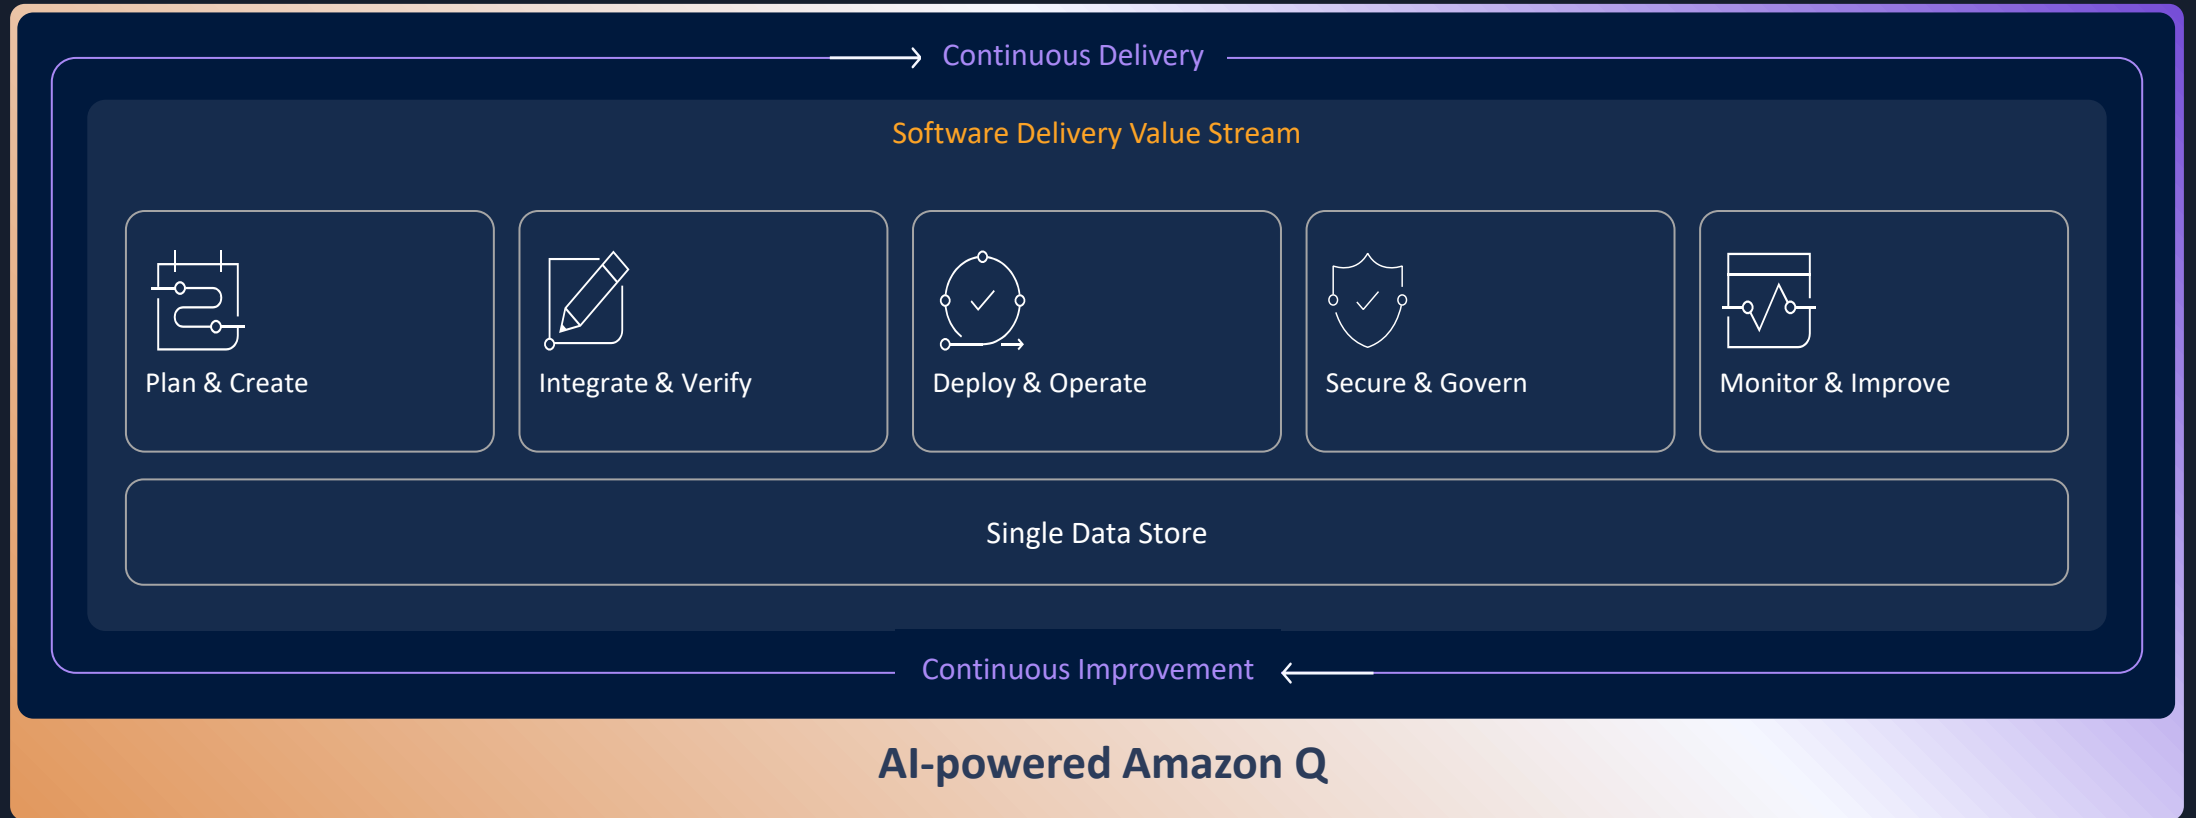 Continuous Delivery
Software Delivery Value Stream
Plan & Create
Integrate & Verify
Deploy & Operate
Secure & Govern
Monitor & Improve
Single Data Store
Continuous Improvement
AI-powered Amazon Q